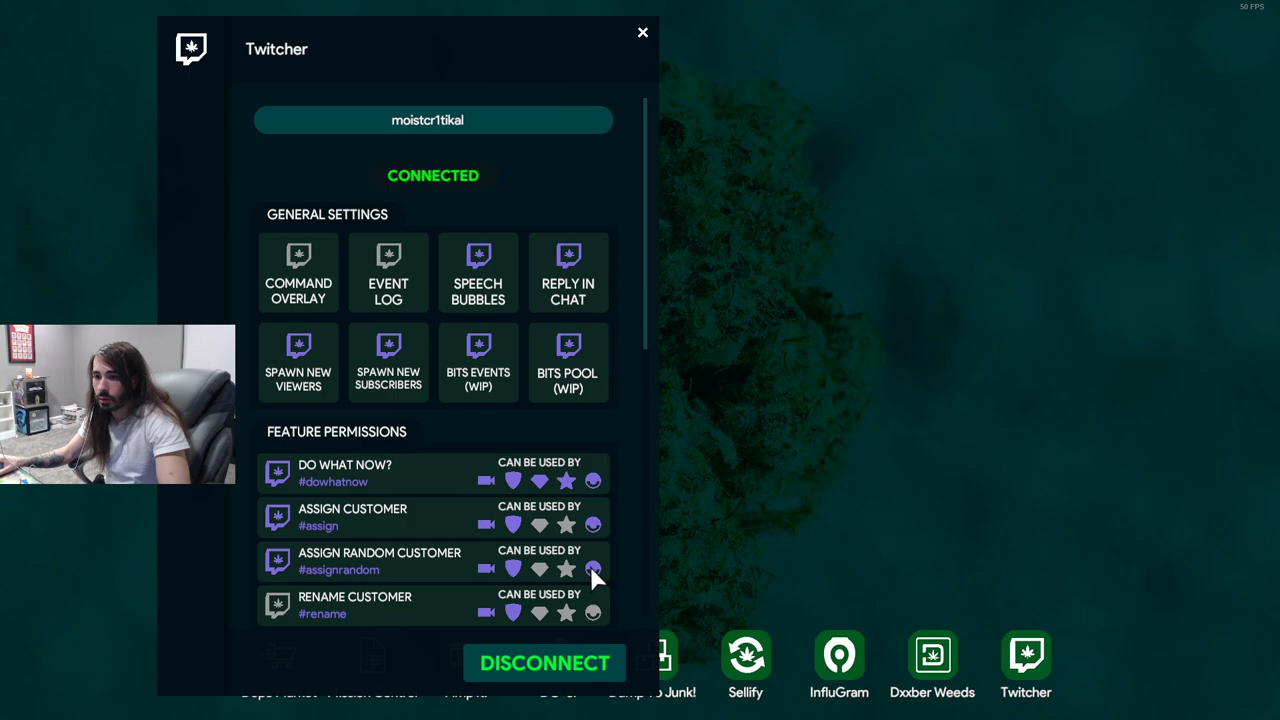 50 FPS
Twitcher
moistcr1tikal
CONNECTED
GENERAL SETTINGS
COMMAND
OVERLAY
EVENT
LOG
SPEECH
BUBBLES
REPLY IN
CHAT
SPAWN NEW
VIEWERS
SPAWN NEW
SUBSCRIBERS
BITS EVENTS
(WIP)
BITS POOL
(WIP)
FEATURE PERMISSIONS
DO WHAT NOW?
#dowhatnow
CAN BE USED BY
ASSIGN CUSTOMER
#assign
CAN BE USED BY
ASSIGN RANDOM CUSTOMER
#assignrandom
CAN BE USED BY
RENAME CUSTOMER
#rename
CAN BE USED BY
DISCONNECT
Junk!
Sellify
InfluGram
Dxxber Weeds
Twitcher